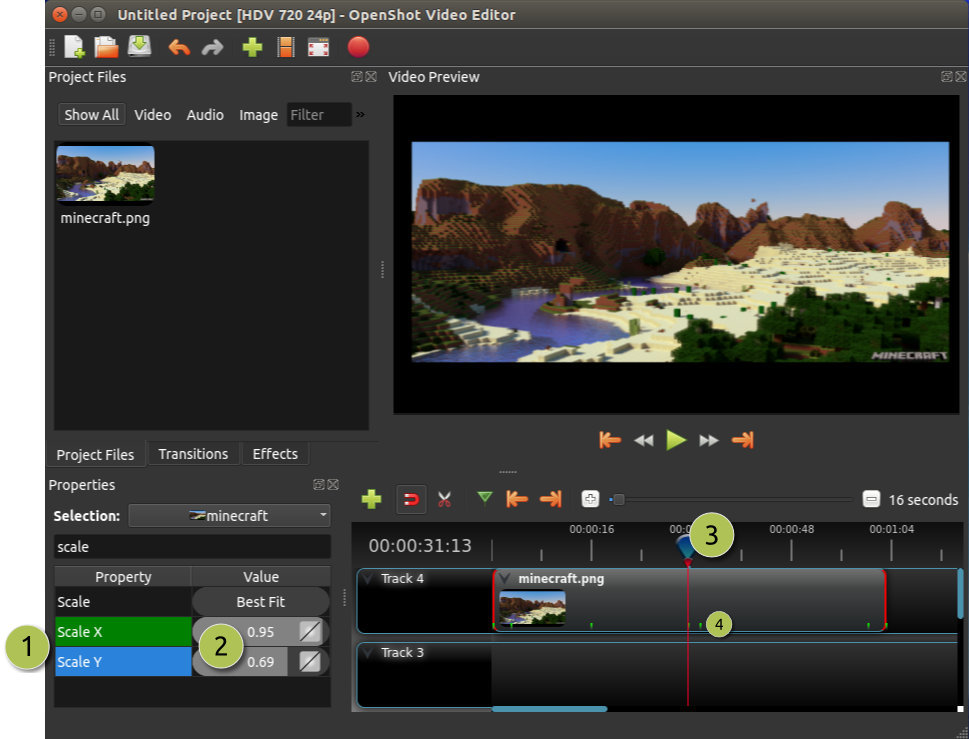 Untitled Project [HDV 720 24p] - OpenShot Video Editor
Project Files
Video Preview
Show All Video Audio Image Filter »
minecraft.png
MINECRAFT
Project Files Transitions Effects
Properties
Selection: minecraft
scale
Property Value
Scale Best Fit
Scale X 0.95
Scale Y 0.69
1
2
16 seconds
00:00:16 00:00:48 00:01:04
3
00:00:31:13
Track 4
minecraft.png
4
Track 3